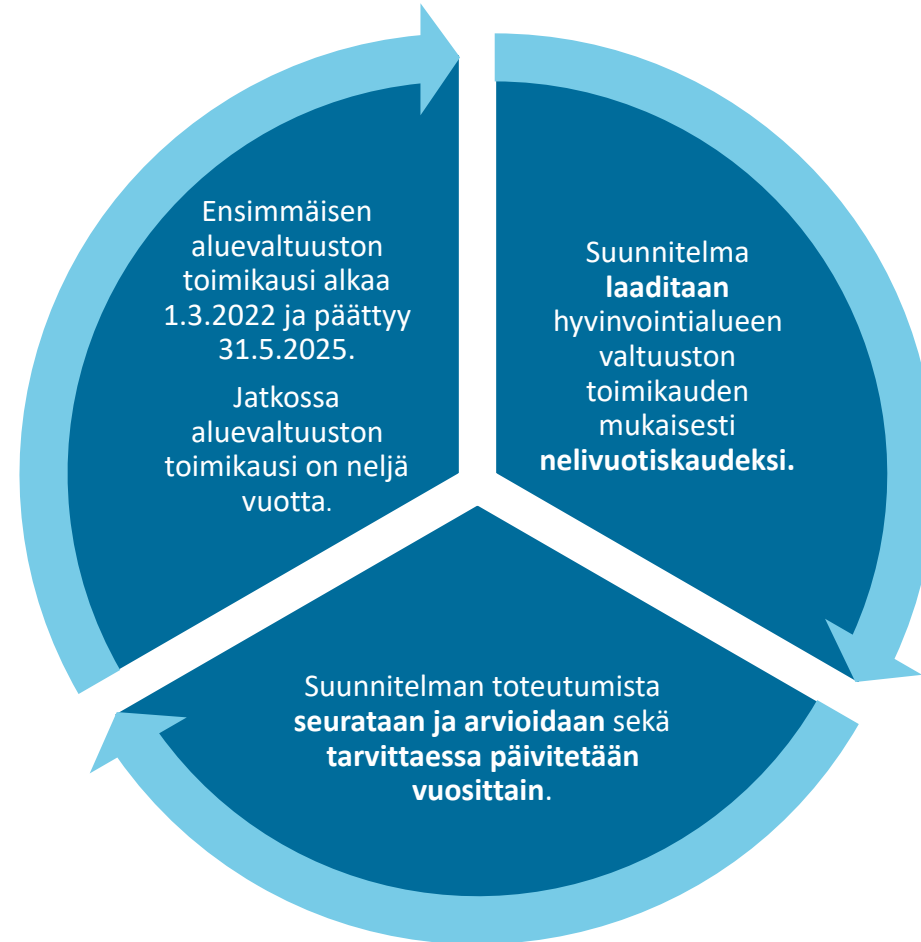 Ensimmäisen
aluevaltuuston
toimikausi alkaa
1.3.2022 ja päättyy
31.5.2025.
Jatkossa
aluevaltuuston
toimikausi on neljä
vuotta.
Suunnitelma
laaditaan
hyvinvointialueen
valtuuston
toimikauden
mukaisesti
nelivuotiskaudeksi.
Suunnitelman toteutumista
seurataan ja arvioidaan sekä
tarvittaessa päivitetään
vuosittain.